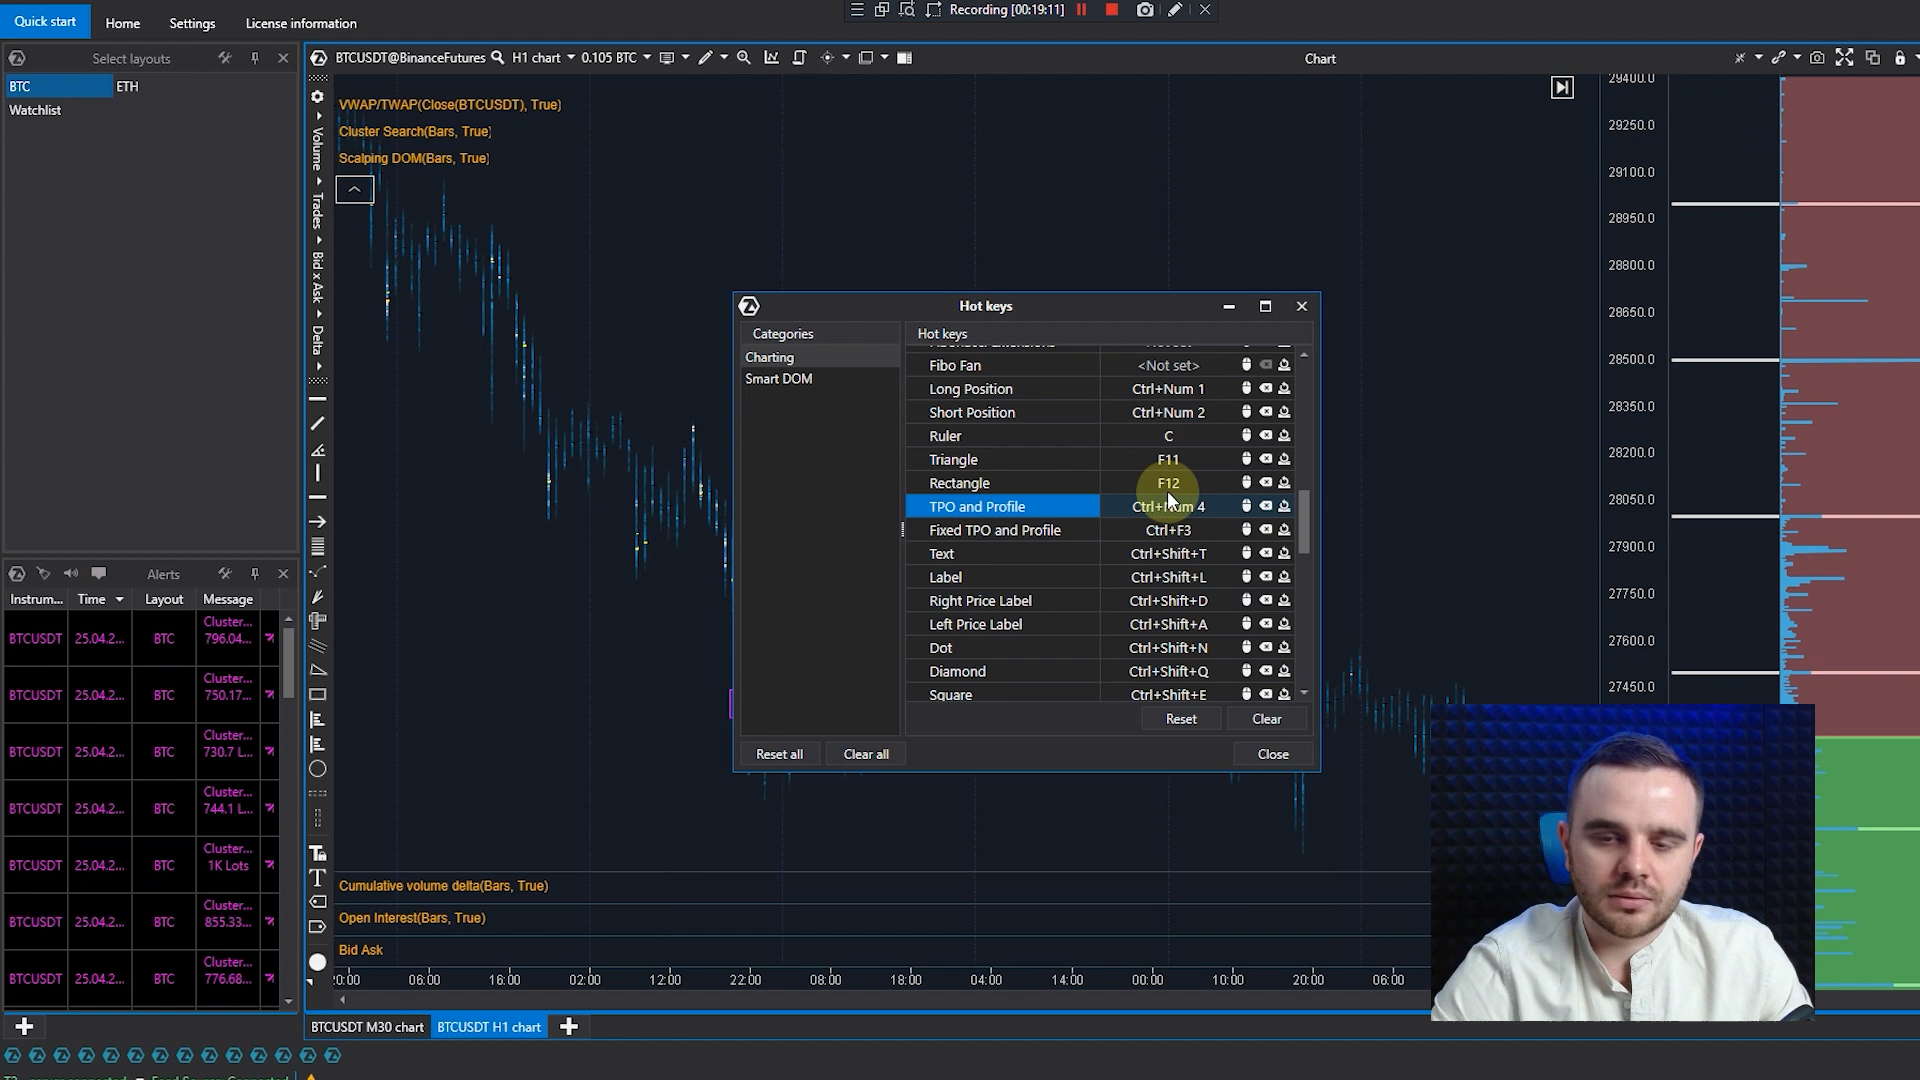 Quick start
Home
Settings
License information
Recording [00:19:11]
Select layouts
BTC
ETH
Watchlist
BTCUSDT@BinanceFutures
H1 chart
0.105 BTC
Chart
VWAP/TWAP(Close(BTCUSDT), True)
Cluster Search(Bars, True)
Scalping DOM(Bars, True)
Volume
Trades
Bid x Ask
Delta
29400.0
29250.0
29100.0
28950.0
28800.0
28650.0
28500.0
28350.0
28200.0
28050.0
27900.0
27750.0
27600.0
27450.0
Hot keys
Categories
Charting
Smart DOM
Hot keys
Fibo Fan <Not set>
Long Position Ctrl+Num 1
Short Position Ctrl+Num 2
Ruler C
Triangle F11
Rectangle F12
TPO and Profile Ctrl+Num 4
Fixed TPO and Profile Ctrl+F3
Text Ctrl+Shift+T
Label Ctrl+Shift+L
Right Price Label Ctrl+Shift+D
Left Price Label Ctrl+Shift+A
Dot Ctrl+Shift+N
Diamond Ctrl+Shift+Q
Square Ctrl+Shift+E
Reset
Clear
Reset all
Clear all
Close
Alerts
Instrum... Time Layout Message
BTCUSDT 25.04.2... BTC Cluster... 796.04...
BTCUSDT 25.04.2... BTC Cluster... 750.17...
BTCUSDT 25.04.2... BTC Cluster... 730.7 L...
BTCUSDT 25.04.2... BTC Cluster... 744.1 L...
BTCUSDT 25.04.2... BTC Cluster... 1K Lots
BTCUSDT 25.04.2... BTC Cluster... 855.33...
BTCUSDT 25.04.2... BTC Cluster... 776.68...
Cumulative volume delta(Bars, True)
Open Interest(Bars, True)
Bid Ask
06:00
16:00
02:00
12:00
22:00
08:00
18:00
04:00
14:00
00:00
10:00
20:00
06:00
BTCUSDT M30 chart
BTCUSDT H1 chart